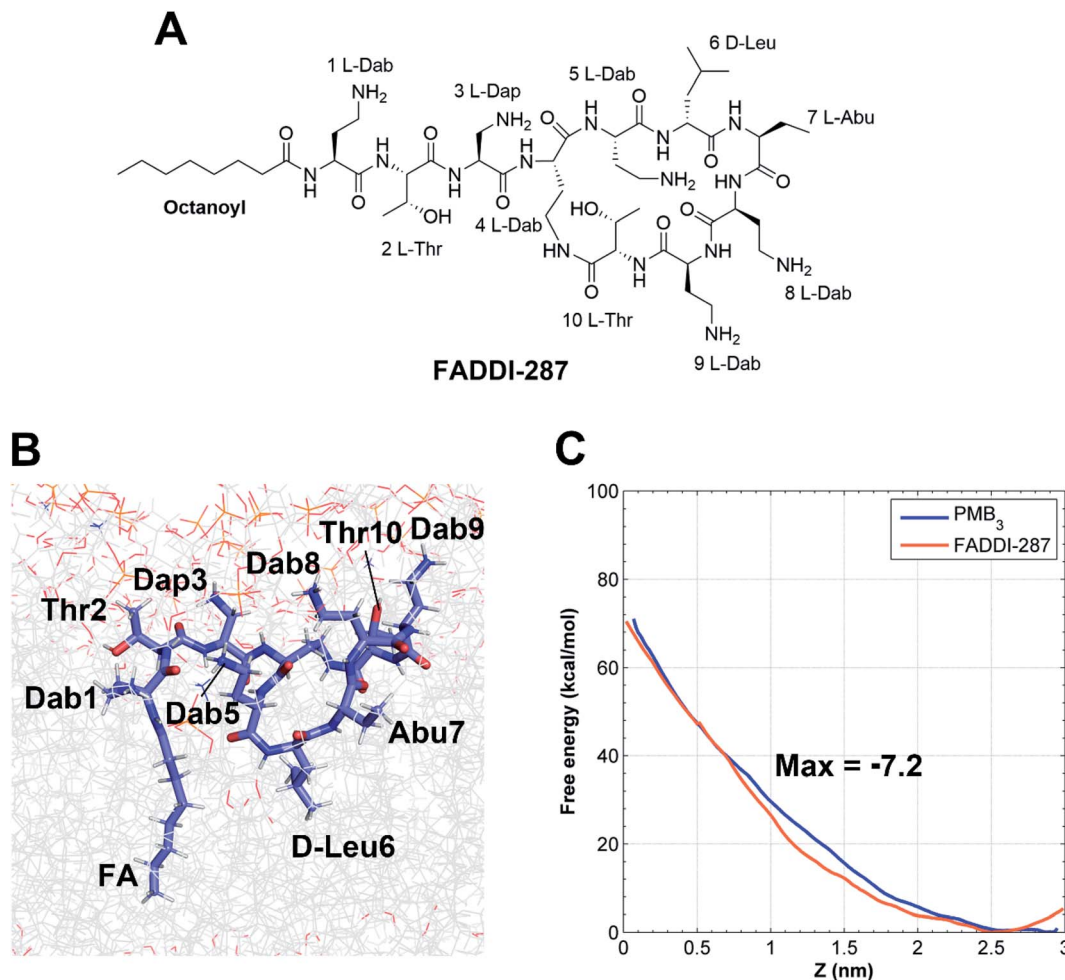 A
6 D-Leu
1 L-Dab
5 L-Dab
NH2
3 L-Dap
O
H
N
O
7 L-Abu
NH2
O
O
H
N
O
H
N
O
H
N
O
H
N
N
H
O
N
H
O
N
H
O
N
H
O
NH2
HN
O
Octanoyl
OH
4 L-Dab
HO
O
O
2 L-Thr
NH
N
H
NH
NH2
O
O
8 L-Dab
10 L-Thr
NH2
9 L-Dab
FADDI-287
B
C
Thr10 Dab9
Dab8
Dap3
Thr2
Dab1
Dab5
Abu7
D-Leu6
FA
100
80
60
40
20
0
Free energy (kcal/mol)
PMB3
FADDI-287
Max = -7.2
0 0.5 1 1.5 2 2.5 3
Z (nm)